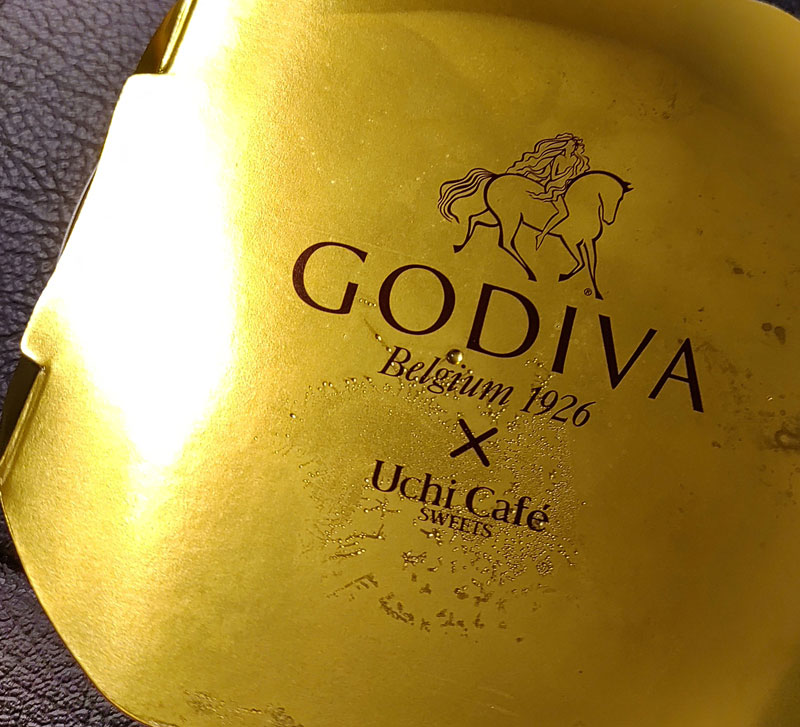 GODIVA
Belgium 1926
×
Uchi Café
SWEETS